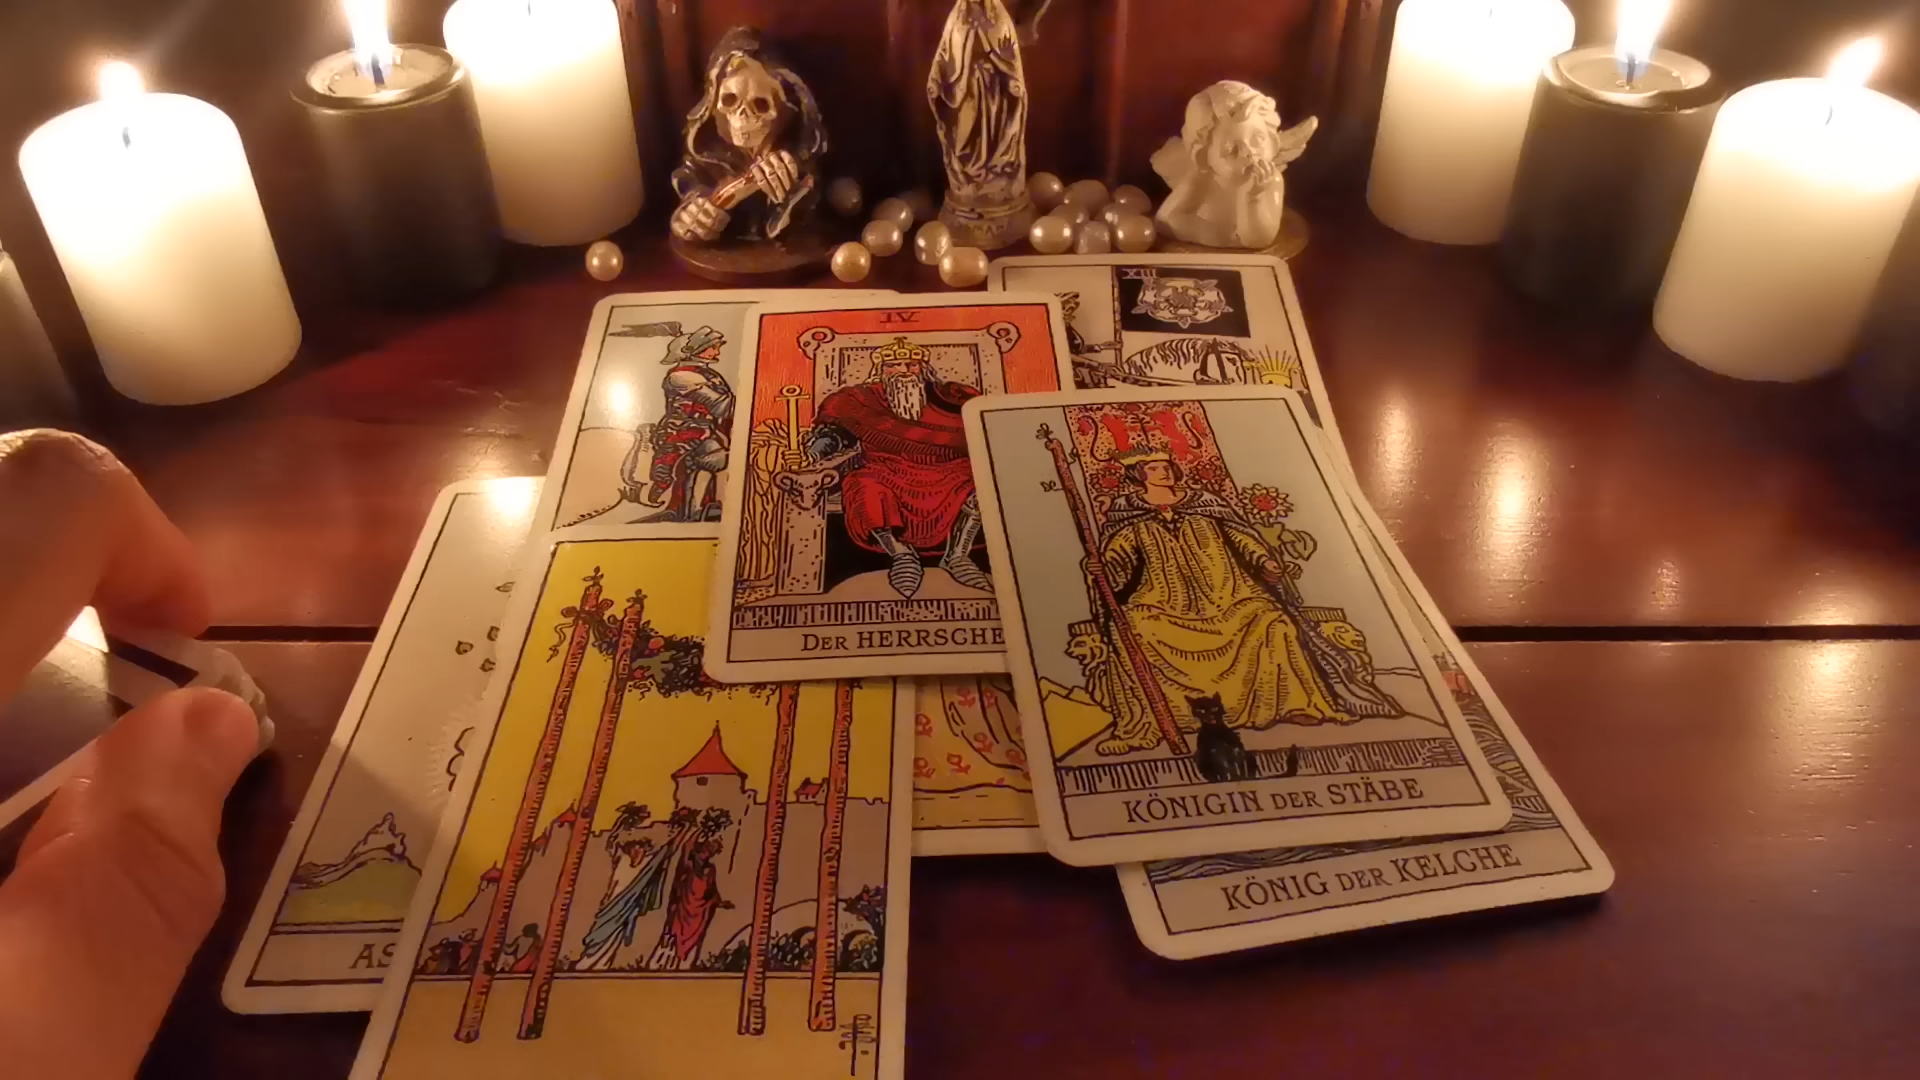 XIII
IV
DER HERRSCHE
KÖNIGIN DER STÄBE
KÖNIG DER KELCHE
AS